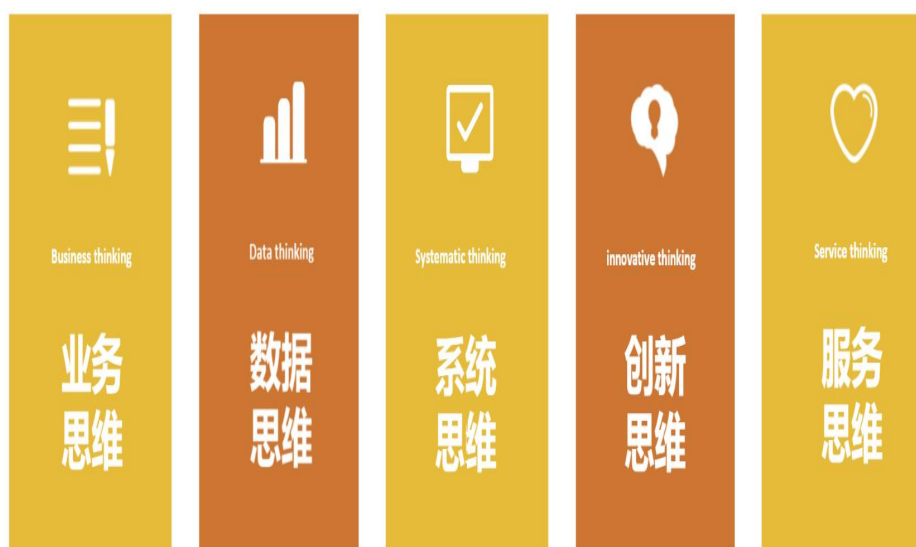 Business thinking
业务
思维
Data thinking
数据
思维
Systematic thinking
系统
思维
innovative thinking
创新
思维
Service thinking
服务
思维